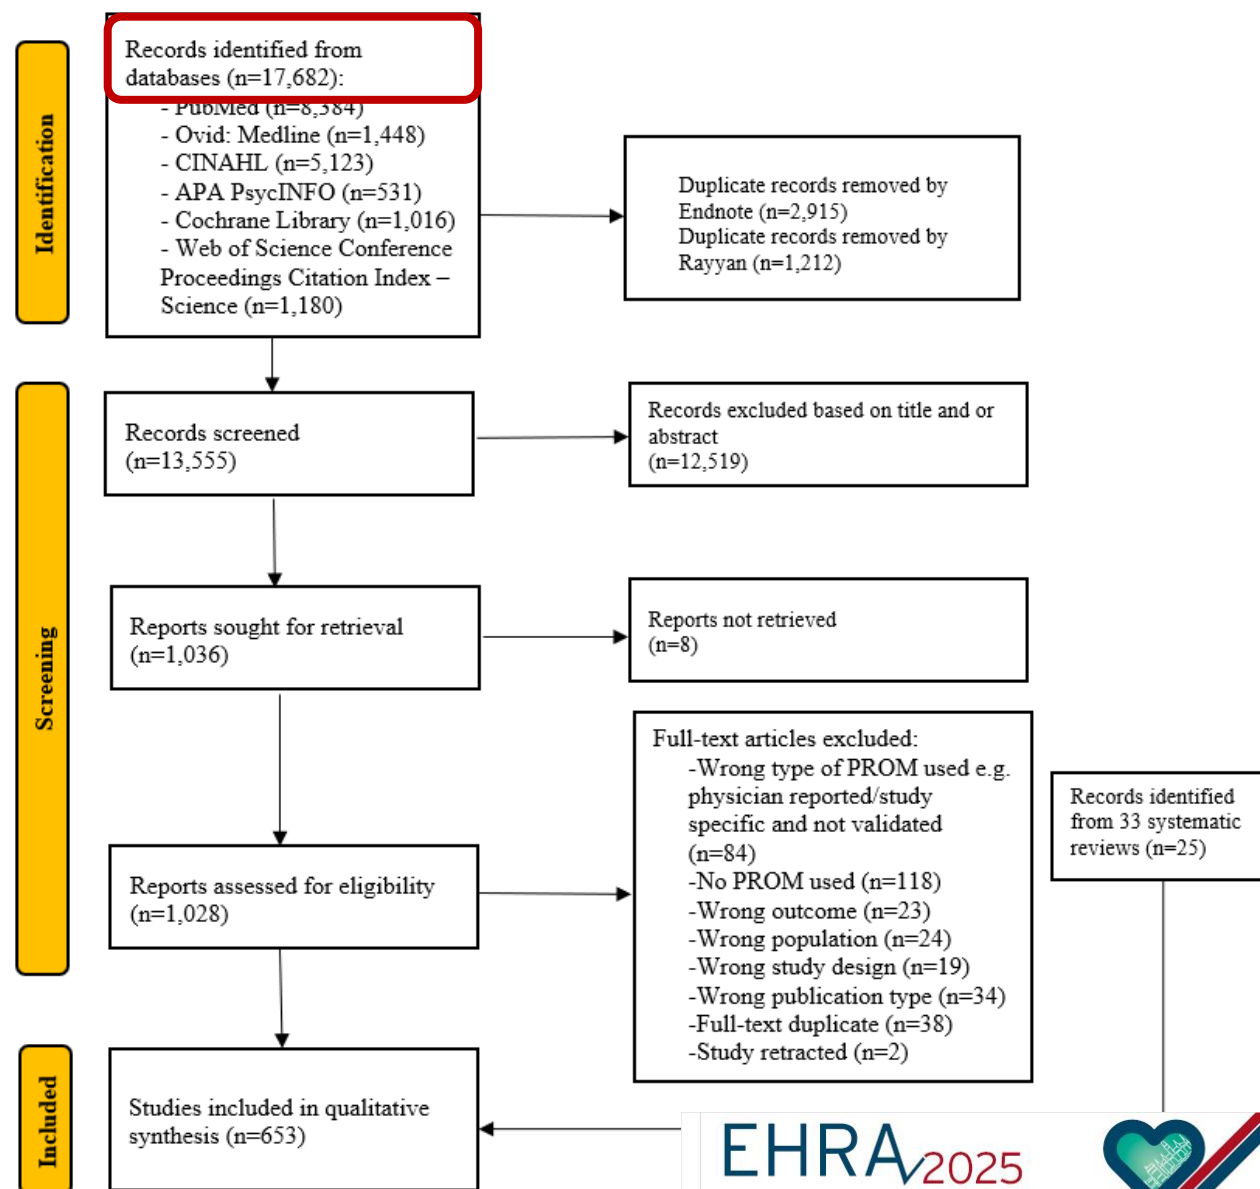 Identification
Records identified from
databases (n=17,682):
- PubMed (n=8,384)
- Ovid: Medline (n=1,448)
- CINAHL (n=5,123)
- APA PsycINFO (n=531)
- Cochrane Library (n=1,016)
- Web of Science Conference
Proceedings Citation Index –
Science (n=1,180)
Duplicate records removed by
Endnote (n=2,915)
Duplicate records removed by
Rayyan (n=1,212)
Screening
Records screened
(n=13,555)
Records excluded based on title and or
abstract
(n=12,519)
Reports sought for retrieval
(n=1,036)
Reports not retrieved
(n=8)
Reports assessed for eligibility
(n=1,028)
Full-text articles excluded:
-Wrong type of PROM used e.g.
physician reported/study
specific and not validated
(n=84)
-No PROM used (n=118)
-Wrong outcome (n=23)
-Wrong population (n=24)
-Wrong study design (n=19)
-Wrong publication type (n=34)
-Full-text duplicate (n=38)
-Study retracted (n=2)
Records identified
from 33 systematic
reviews (n=25)
Included
Studies included in qualitative
synthesis (n=653)
EHRA 2025